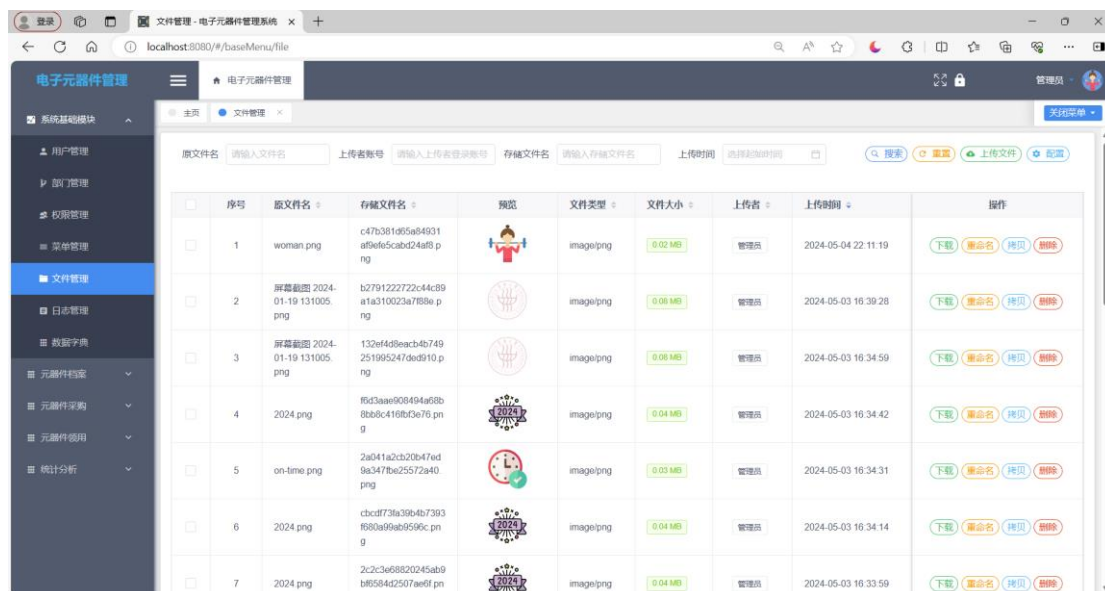 登录
文件管理 - 电子元器件管理系统
localhost:8080/#/baseMenu/file
电子元器件管理
电子元器件管理
管理员
系统基础模块
主页
文件管理
关闭菜单
用户管理
部门管理
权限管理
菜单管理
文件管理
日志管理
数据字典
元器件档案
元器件采购
元器件领用
统计分析
原文件名 请输入文件名 上传者账号 请输入上传者登录账号 存储文件名 请输入存储文件名 上传时间 选择起始时间 搜索 重置 上传文件 配置
序号 原文件名 存储文件名 预览 文件类型 文件大小 上传者 上传时间 操作
1 woman.png c47b381d65a84931
af9efe5cabd24af8.p
ng
image/png 0.02 MB 管理员 2024-05-04 22:11:19 下载 重命名 拷贝 删除
2 屏幕截图 2024-
01-19 131005.
png
b2791222722c44c89
a1a310023a7f88e.p
ng
image/png 0.08 MB 管理员 2024-05-03 16:39:28 下载 重命名 拷贝 删除
3 屏幕截图 2024-
01-19 131005.
png
132ef4d8eacb4b749
251995247ded910.p
ng
image/png 0.08 MB 管理员 2024-05-03 16:34:59 下载 重命名 拷贝 删除
4 2024.png f6d3aae908494a68b
8bb8c416fbf3e76.pn
g
2024
image/png 0.04 MB 管理员 2024-05-03 16:34:42 下载 重命名 拷贝 删除
5 on-time.png 2a041a2cb20b47ed
9a347fbe25572a40.
png
image/png 0.03 MB 管理员 2024-05-03 16:34:31 下载 重命名 拷贝 删除
6 2024.png cbcdf73fa39b4b7393
f680a99ab9596c.pn
g
2024
image/png 0.04 MB 管理员 2024-05-03 16:34:14 下载 重命名 拷贝 删除
7 2024.png 2c2c3e68820245ab9
bf6584d2507ae6f.pn
2024
image/png 0.04 MB 管理员 2024-05-03 16:33:59 下载 重命名 拷贝 删除